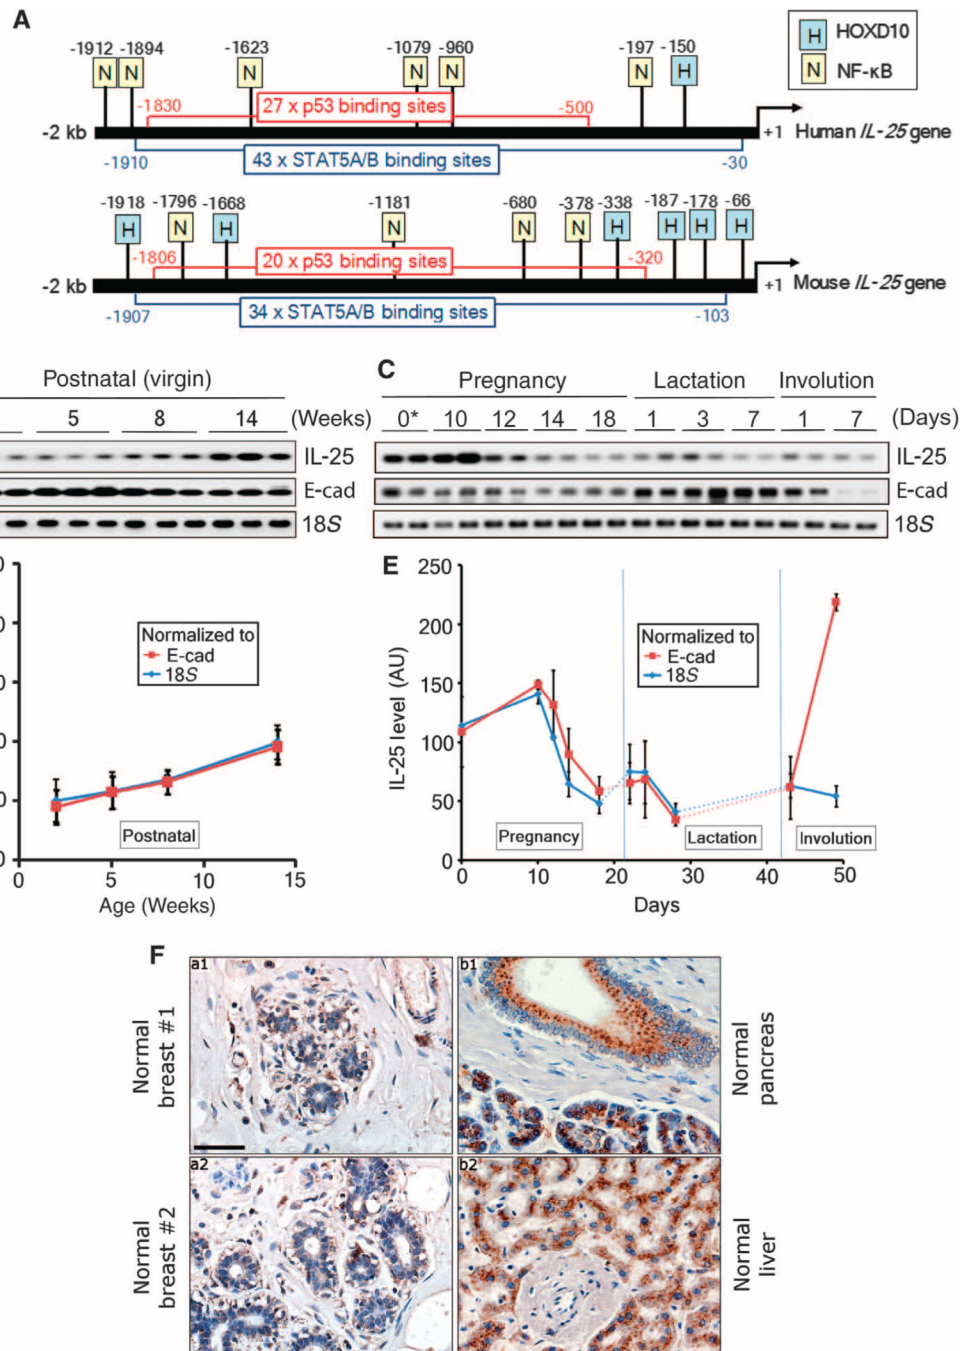 A
H HOXD10
N NF-κB
-1912 -1894 -1623 -1079 -960 -197 -150
N N N N N N H
-1830 27 x p53 binding sites -500
-2 kb +1 Human IL-25 gene
-1910 43 x STAT5A/B binding sites -30
-1918 -1796 -1668 -1181 -680 -378 -338 -187 -178 -66
H N H N N N H H H H
-1806 20 x p53 binding sites -320
-2 kb +1 Mouse IL-25 gene
-1907 34 x STAT5A/B binding sites -103
Postnatal (virgin)
5 8 14 (Weeks)
IL-25
E-cad
18S
C
Pregnancy Lactation Involution
0* 10 12 14 18 1 3 7 1 7 (Days)
IL-25
E-cad
18S
0
0
0
0
0
0
Normalized to
E-cad
18S
Postnatal
0 5 10 15
Age (Weeks)
E
250
200
150
100
50
0
IL-25 level (AU)
Normalized to
E-cad
18S
Pregnancy Lactation Involution
0 10 20 30 40 50
Days
F
a1 b1
Normal
breast #1
Normal
pancreas
a2 b2
Normal
breast #2
Normal
liver